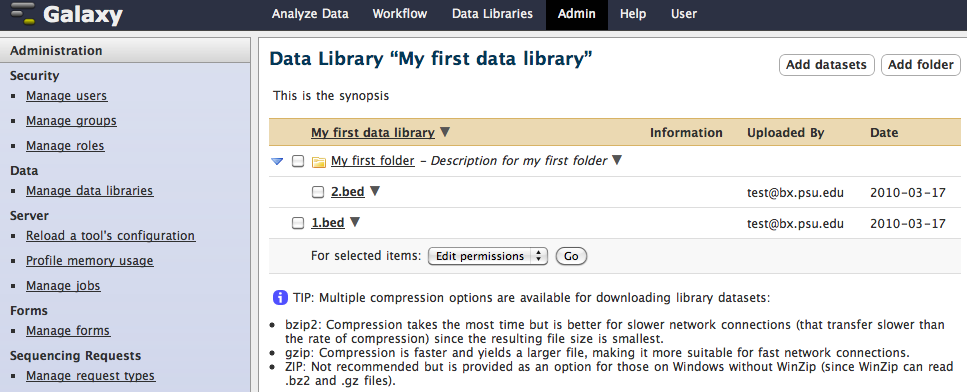 Galaxy
Analyze Data Workflow Data Libraries Admin Help User
Administration
Security
Manage users
Manage groups
Manage roles
Data
Manage data libraries
Server
Reload a tool's configuration
Profile memory usage
Manage jobs
Forms
Manage forms
Sequencing Requests
Manage request types
Data Library “My first data library”
Add datasets Add folder
This is the synopsis
My first data library Information Uploaded By Date
My first folder – Description for my first folder
2.bed test@bx.psu.edu 2010-03-17
1.bed test@bx.psu.edu 2010-03-17
For selected items: Edit permissions Go
TIP: Multiple compression options are available for downloading library datasets:
• bzip2: Compression takes the most time but is better for slower network connections (that transfer slower than
the rate of compression) since the resulting file size is smallest.
• gzip: Compression is faster and yields a larger file, making it more suitable for fast network connections.
• ZIP: Not recommended but is provided as an option for those on Windows without WinZip (since WinZip can read
.bz2 and .gz files).